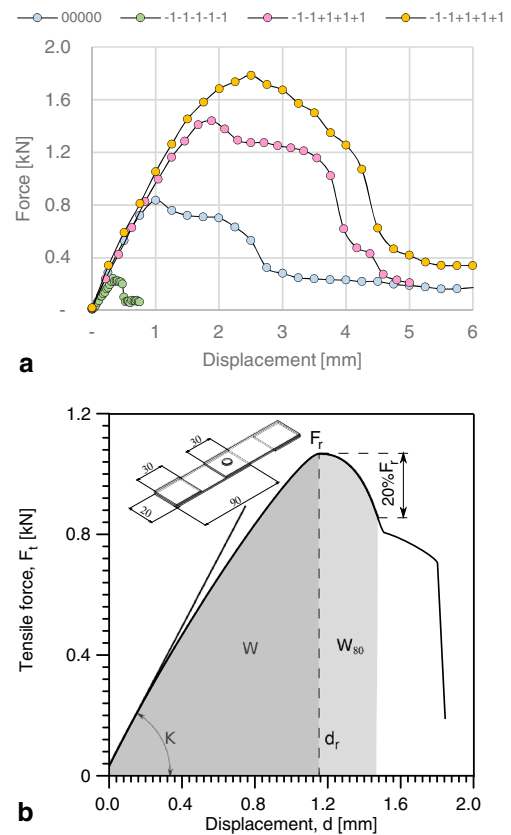 00000 -1-1-1-1-1 -1-1+1+1+1 -1-1+1+1+1
2.0
1.6
1.2
0.8
0.4
-
Force [kN]
- 1 2 3 4 5 6
Displacement [mm]
a
1.2
0.8
0.4
0
Tensile force, Ft [kN]
30
30
20
90
Fr
20%Fr
W
W80
K
dr
0.0 0.4 0.8 1.2 1.6 2.0
Displacement, d [mm]
b